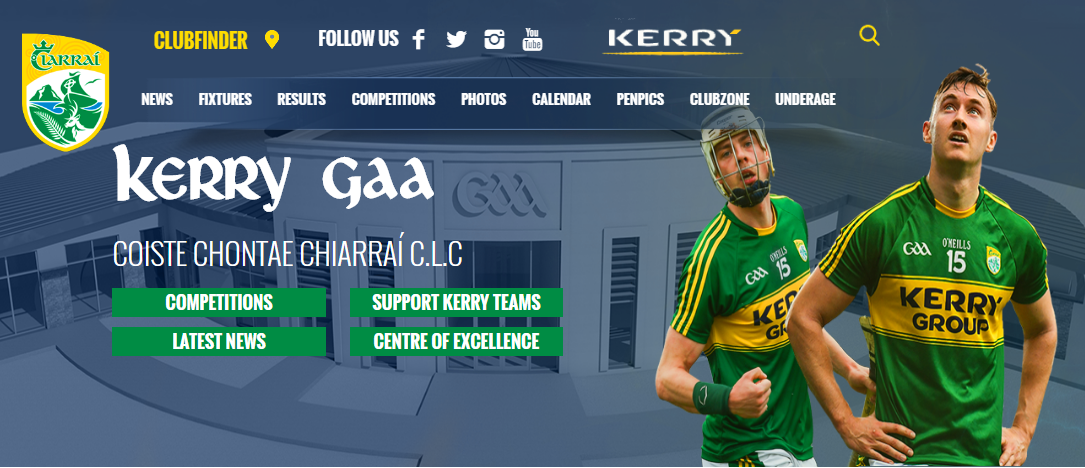 CIARRAÍ
CLUBFINDER
FOLLOW US
You
Tube
KERRY
NEWS FIXTURES RESULTS COMPETITIONS PHOTOS CALENDAR PENPICS CLUBZONE UNDERAGE
KERRY GAA
GAA
COISTE CHONTAE CHIARRAÍ C.L.C
COMPETITIONS SUPPORT KERRY TEAMS
LATEST NEWS CENTRE OF EXCELLENCE
GAA O'NEILLS
15
KE
GR
GAA O'NEILLS
15
KERRY
GROUP